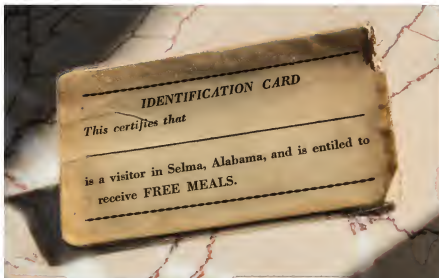 IDENTIFICATION CARD
This certifies that
is a visitor in Selma, Alabama, and is entiled to
receive FREE MEALS.